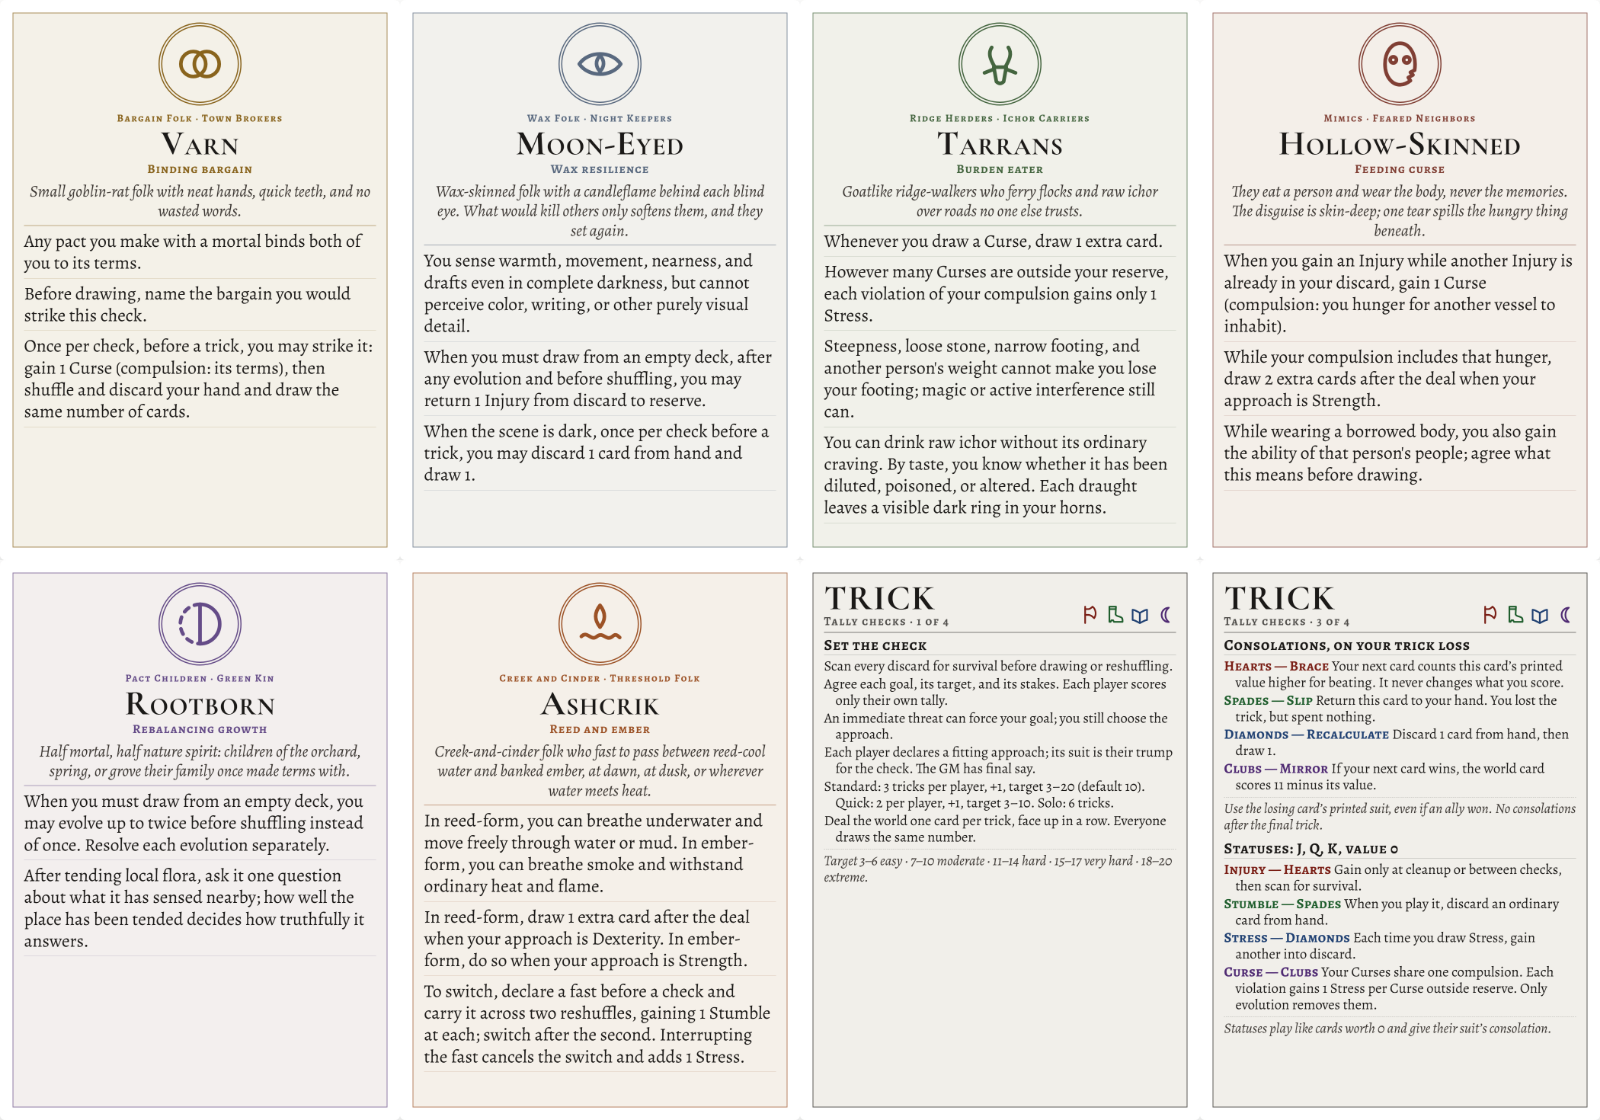 Bargain Folk · Town Brokers
Varn
Binding bargain
Small goblin-rat folk with neat hands, quick teeth, and no
wasted words.
Any pact you make with a mortal binds both of
you to its terms.
Before drawing, name the bargain you would
strike this check.
Once per check, before a trick, you may strike it:
gain 1 Curse (compulsion: its terms), then
shuffle and discard your hand and draw the
same number of cards.
Wax Folk · Night Keepers
Moon-Eyed
Wax resilience
Wax-skinned folk with a candleflame behind each blind
eye. What would kill others only softens them, and they
set again.
You sense warmth, movement, nearness, and
drafts even in complete darkness, but cannot
perceive color, writing, or other purely visual
detail.
When you must draw from an empty deck, after
any evolution and before shuffling, you may
return 1 Injury from discard to reserve.
When the scene is dark, once per check before a
trick, you may discard 1 card from hand and
draw 1.
Ridge Herders · Ichor Carriers
Tarrans
Burden eater
Goatlike ridge-walkers who ferry flocks and raw ichor
over roads no one else trusts.
Whenever you draw a Curse, draw 1 extra card.
However many Curses are outside your reserve,
each violation of your compulsion gains only 1
Stress.
Steepness, loose stone, narrow footing, and
another person's weight cannot make you lose
your footing; magic or active interference still
can.
You can drink raw ichor without its ordinary
craving. By taste, you know whether it has been
diluted, poisoned, or altered. Each draught
leaves a visible dark ring in your horns.
Mimics · Feared Neighbors
Hollow-Skinned
Feeding curse
They eat a person and wear the body, never the memories.
The disguise is skin-deep; one tear spills the hungry thing
beneath.
When you gain an Injury while another Injury is
already in your discard, gain 1 Curse
(compulsion: you hunger for another vessel to
inhabit).
While your compulsion includes that hunger,
draw 2 extra cards after the deal when your
approach is Strength.
While wearing a borrowed body, you also gain
the ability of that person's people; agree what
this means before drawing.
Pact Children · Green Kin
Rootborn
Rebalancing growth
Half mortal, half nature spirit: children of the orchard,
spring, or grove their family once made terms with.
When you must draw from an empty deck, you
may evolve up to twice before shuffling instead
of once. Resolve each evolution separately.
After tending local flora, ask it one question
about what it has sensed nearby; how well the
place has been tended decides how truthfully it
answers.
Creek and Cinder · Threshold Folk
Ashcrik
Reed and ember
Creek-and-cinder folk who fast to pass between reed-cool
water and banked ember, at dawn, at dusk, or wherever
water meets heat.
In reed-form, you can breathe underwater and
move freely through water or mud. In ember-
form, you can breathe smoke and withstand
ordinary heat and flame.
In reed-form, draw 1 extra card after the deal
when your approach is Dexterity. In ember-
form, do so when your approach is Strength.
To switch, declare a fast before a check and
carry it across two reshuffles, gaining 1 Stumble
at each; switch after the second. Interrupting
the fast cancels the switch and adds 1 Stress.
TRICK
Tally checks · 1 of 4
Set the check
Scan every discard for survival before drawing or reshuffling.
Agree each goal, its target, and its stakes. Each player scores
only their own tally.
An immediate threat can force your goal; you still choose the
approach.
Each player declares a fitting approach; its suit is their trump
for the check. The GM has final say.
Standard: 3 tricks per player, +1, target 3–20 (default 10).
Quick: 2 per player, +1, target 3–10. Solo: 6 tricks.
Deal the world one card per trick, face up in a row. Everyone
draws the same number.
Target 3–6 easy · 7–10 moderate · 11–14 hard · 15–17 very hard · 18–20
extreme.
TRICK
Tally checks · 3 of 4
Consolations, on your trick loss
Hearts — Brace Your next card counts this card's printed
value higher for beating. It never changes what you score.
Spades — Slip Return this card to your hand. You lost the
trick, but spent nothing.
Diamonds — Recalculate Discard 1 card from hand, then
draw 1.
Clubs — Mirror If your next card wins, the world card
scores 11 minus its value.
Use the losing card's printed suit, even if an ally won. No consolations
after the final trick.
Statuses: J, Q, K, value 0
Injury — Hearts Gain only at cleanup or between checks,
then scan for survival.
Stumble — Spades When you play it, discard an ordinary
card from hand.
Stress — Diamonds Each time you draw Stress, gain
another into discard.
Curse — Clubs Your Curses share one compulsion. Each
violation gains 1 Stress per Curse outside reserve. Only
evolution removes them.
Statuses play like cards worth 0 and give their suit's consolation.